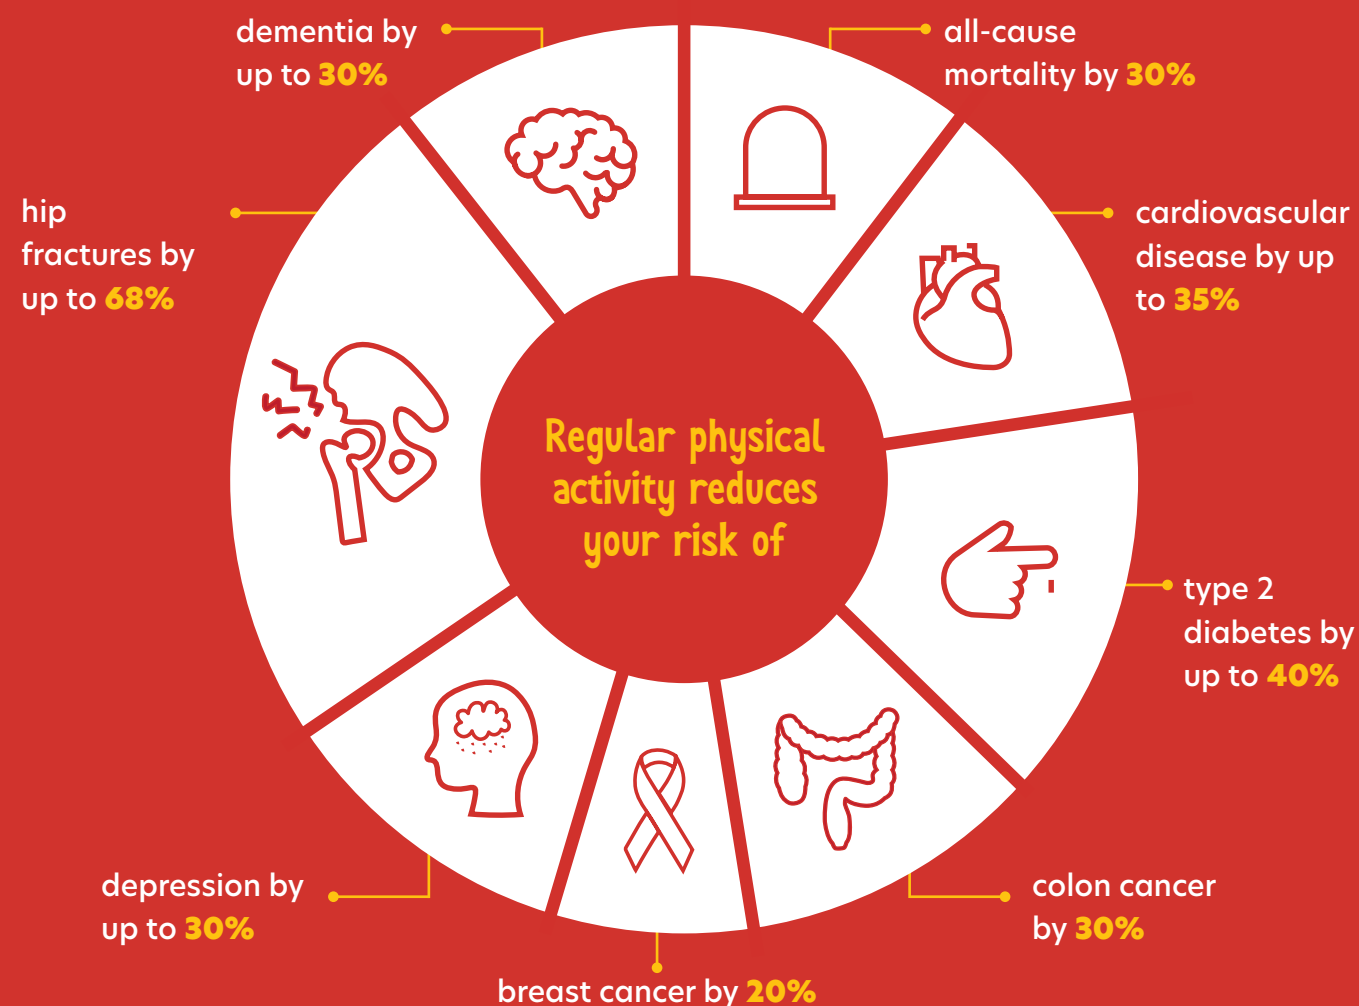 Regular physical
activity reduces
your risk of
all-cause
mortality by 30%
cardiovascular
disease by up
to 35%
type 2
diabetes by
up to 40%
colon cancer
by 30%
breast cancer by 20%
depression by
up to 30%
hip
fractures by
up to 68%
dementia by
up to 30%